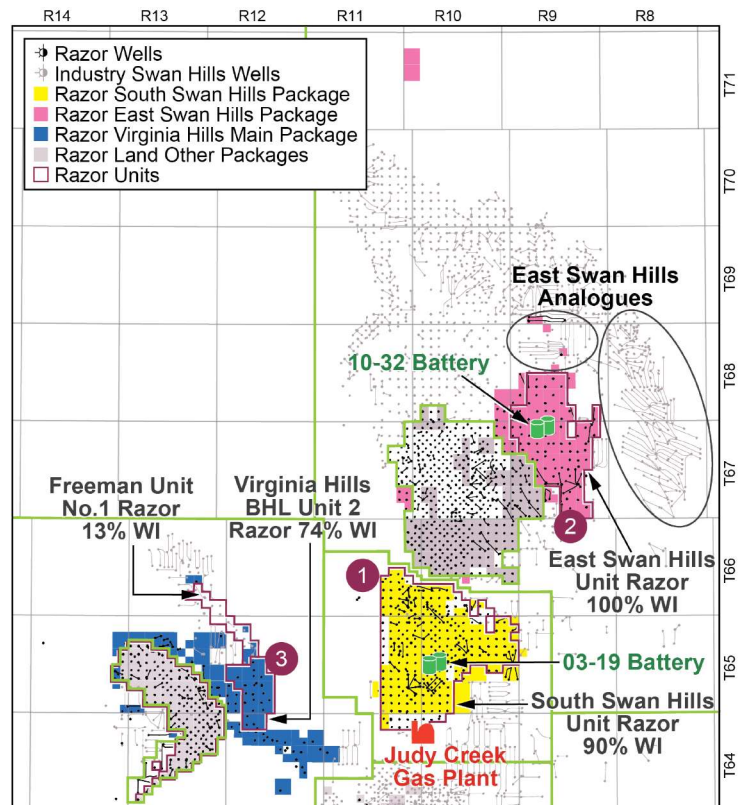 R14 R13 R12 R11 R10 R9 R8
Razor Wells
Industry Swan Hills Wells
Razor South Swan Hills Package
Razor East Swan Hills Package
Razor Virginia Hills Main Package
Razor Land Other Packages
Razor Units
T71
T70
T69
T68
T67
T66
T65
T64
East Swan Hills
Analogues
10-32 Battery
Freeman Unit
No.1 Razor
13% WI
Virginia Hills
BHL Unit 2
Razor 74% WI
2
East Swan Hills
Unit Razor
100% WI
1
3
03-19 Battery
South Swan Hills
Unit Razor
90% WI
Judy Creek
Gas Plant